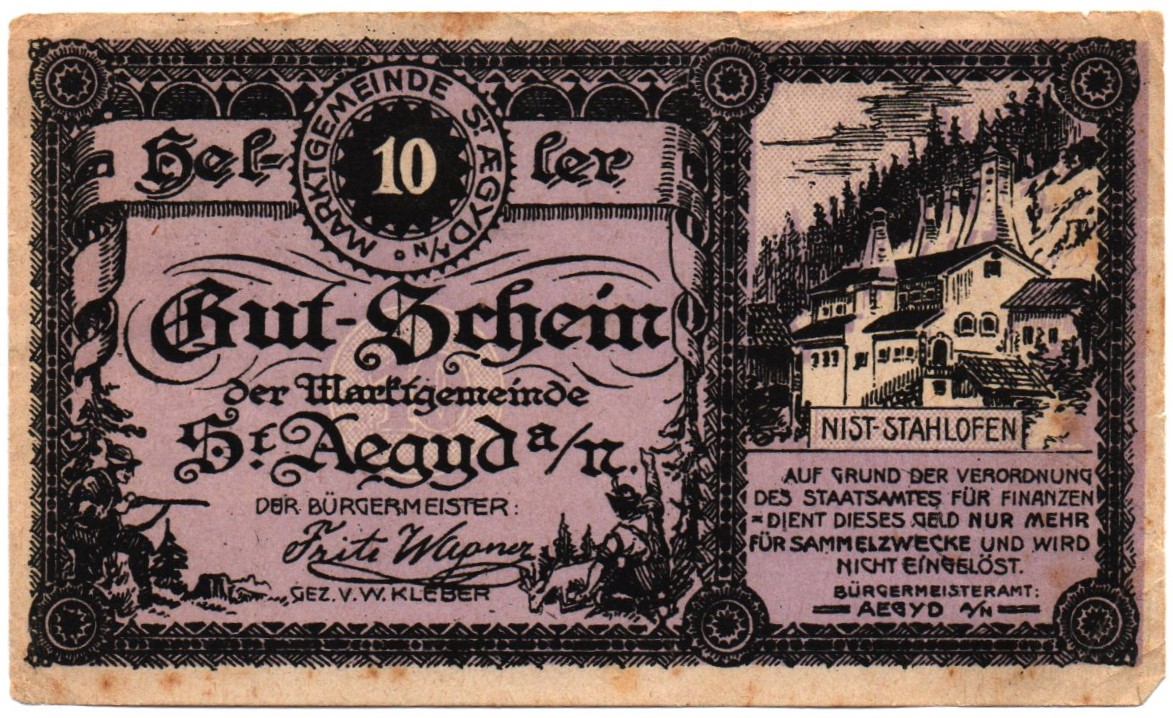 MARKTGEMEINDE ST AEGYD A/N
Hel-
10
ler
Gut-Schein
der Marktgemeinde
10
St. Aegyd a/n.
DER BÜRGERMEISTER:
Fritz Wagner
GEZ. V. W. KLEBER
NIST-STAHLOFEN
AUF GRUND DER VERORDNUNG
DES STAATSAMTES FÜR FINANZEN
=DIENT DIESES GELD NUR MEHR
FÜR SAMMELZWECKE UND WIRD
NICHT EINGELÖST.
BÜRGERMEISTERAMT:
AEGYD A/N